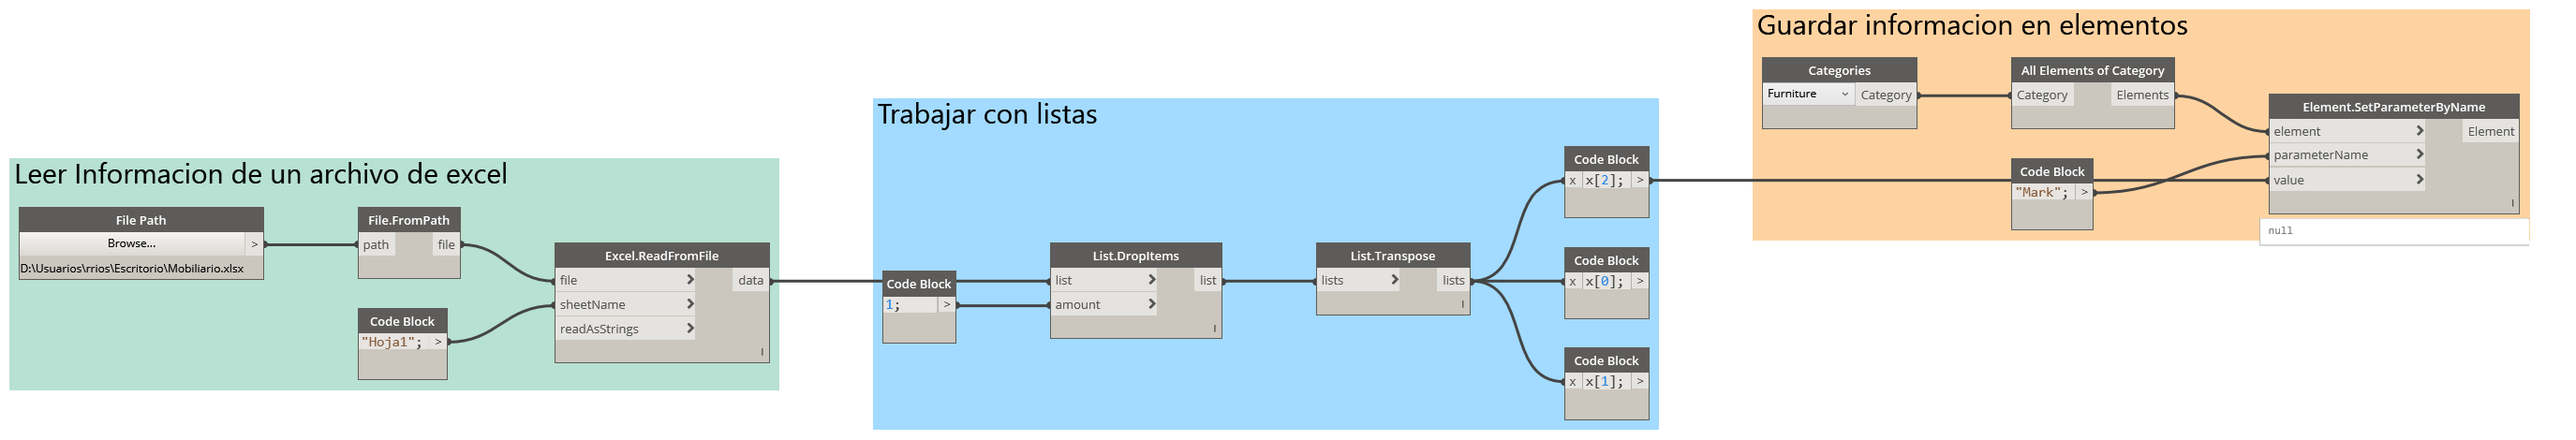 Leer Informacion de un archivo de excel
File Path
Browse... >
D:\Usuarios\rrios\Escritorio\Mobiliario.xlsx
File.FromPath
path file
Code Block
"Hoja1"; >
Excel.ReadFromFile
file > data
sheetName >
readAsStrings >
l
Trabajar con listas
Code Block
1; >
List.DropItems
list > list
amount >
l
List.Transpose
lists > lists
l
Code Block
x x[2]; >
Code Block
x x[0]; >
Code Block
x x[1]; >
Guardar informacion en elementos
Categories
Furniture Category
All Elements of Category
Category Elements
Code Block
"Mark"; >
Element.SetParameterByName
element > Element
parameterName >
value >
l
null